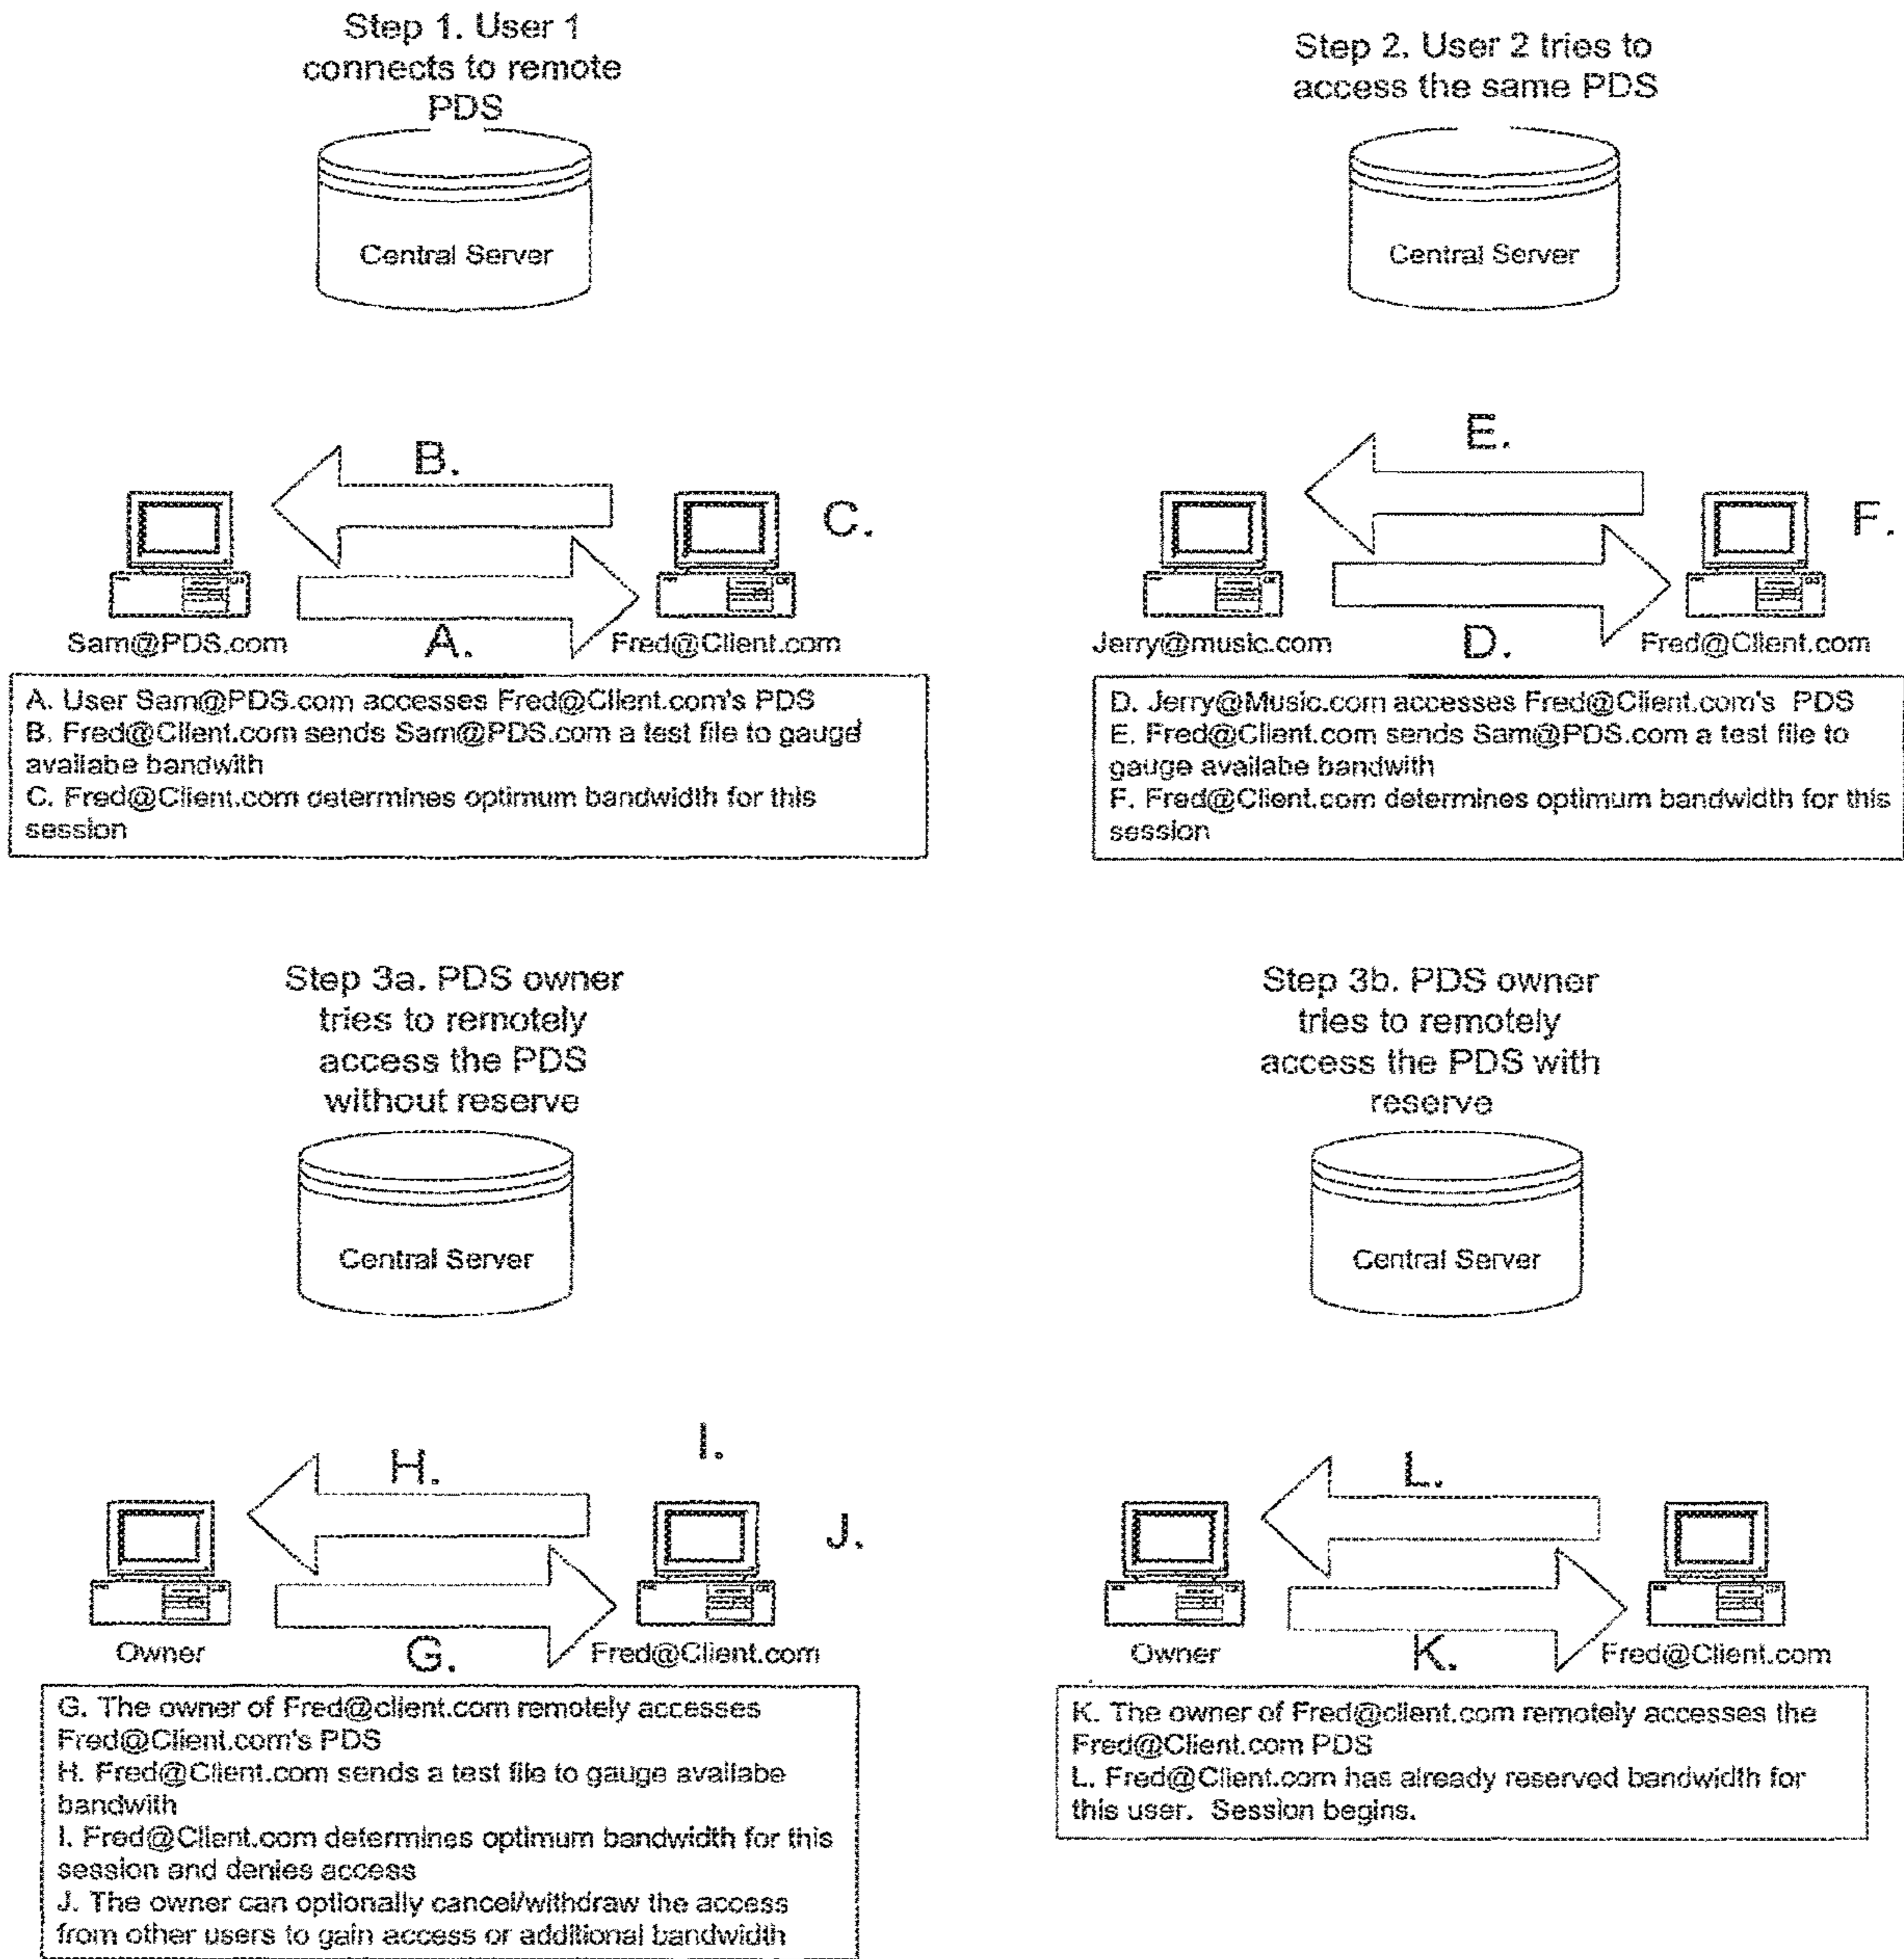 Step 1. User 1
connects to remote
PDS
Central Server
B.
C.
Sam@PDS.com
A.
Fred@Client.com
A. User Sam@PDS.com accesses Fred@Client.com's PDS
B. Fred@Client.com sends Sam@PDS.com a test file to gauge
availabe bandwith
C. Fred@Client.com determines optimum bandwidth for this
session
Step 2. User 2 tries to
access the same PDS
Central Server
E.
F.
Jerry@music.com
D.
Fred@Client.com
D. Jerry@Music.com accesses Fred@Client.com's PDS
E. Fred@Client.com sends Sam@PDS.com a test file to
gauge availabe bandwith
F. Fred@Client.com determines optimum bandwidth for this
session
Step 3a. PDS owner
tries to remotely
access the PDS
without reserve
Central Server
H.
I.
J.
Owner
G.
Fred@Client.com
G. The owner of Fred@client.com remotely accesses
Fred@Client.com's PDS
H. Fred@Client.com sends a test file to gauge availabe
bandwith
I. Fred@Client.com determines optimum bandwidth for this
session and denies access
J. The owner can optionally cancel/withdraw the access
from other users to gain access or additional bandwidth
Step 3b. PDS owner
tries to remotely
access the PDS with
reserve
Central Server
L.
Owner
K.
Fred@Client.com
K. The owner of Fred@client.com remotely accesses the
Fred@Client.com PDS
L. Fred@Client.com has already reserved bandwidth for
this user. Session begins.